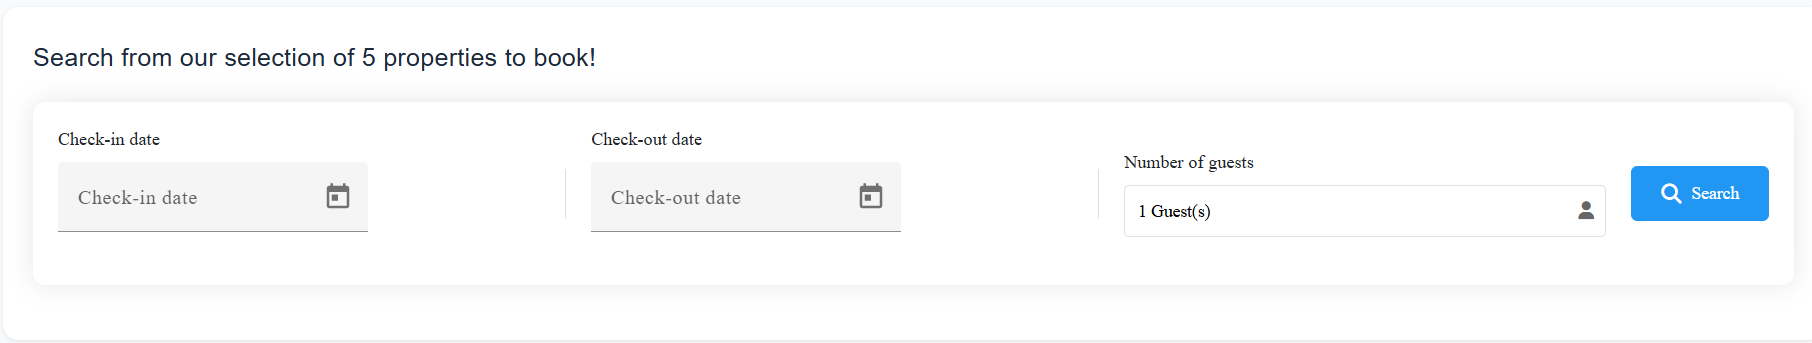 Search from our selection of 5 properties to book!
Check-in date
Check-in date
Check-out date
Check-out date
Number of guests
1 Guest(s)
Search